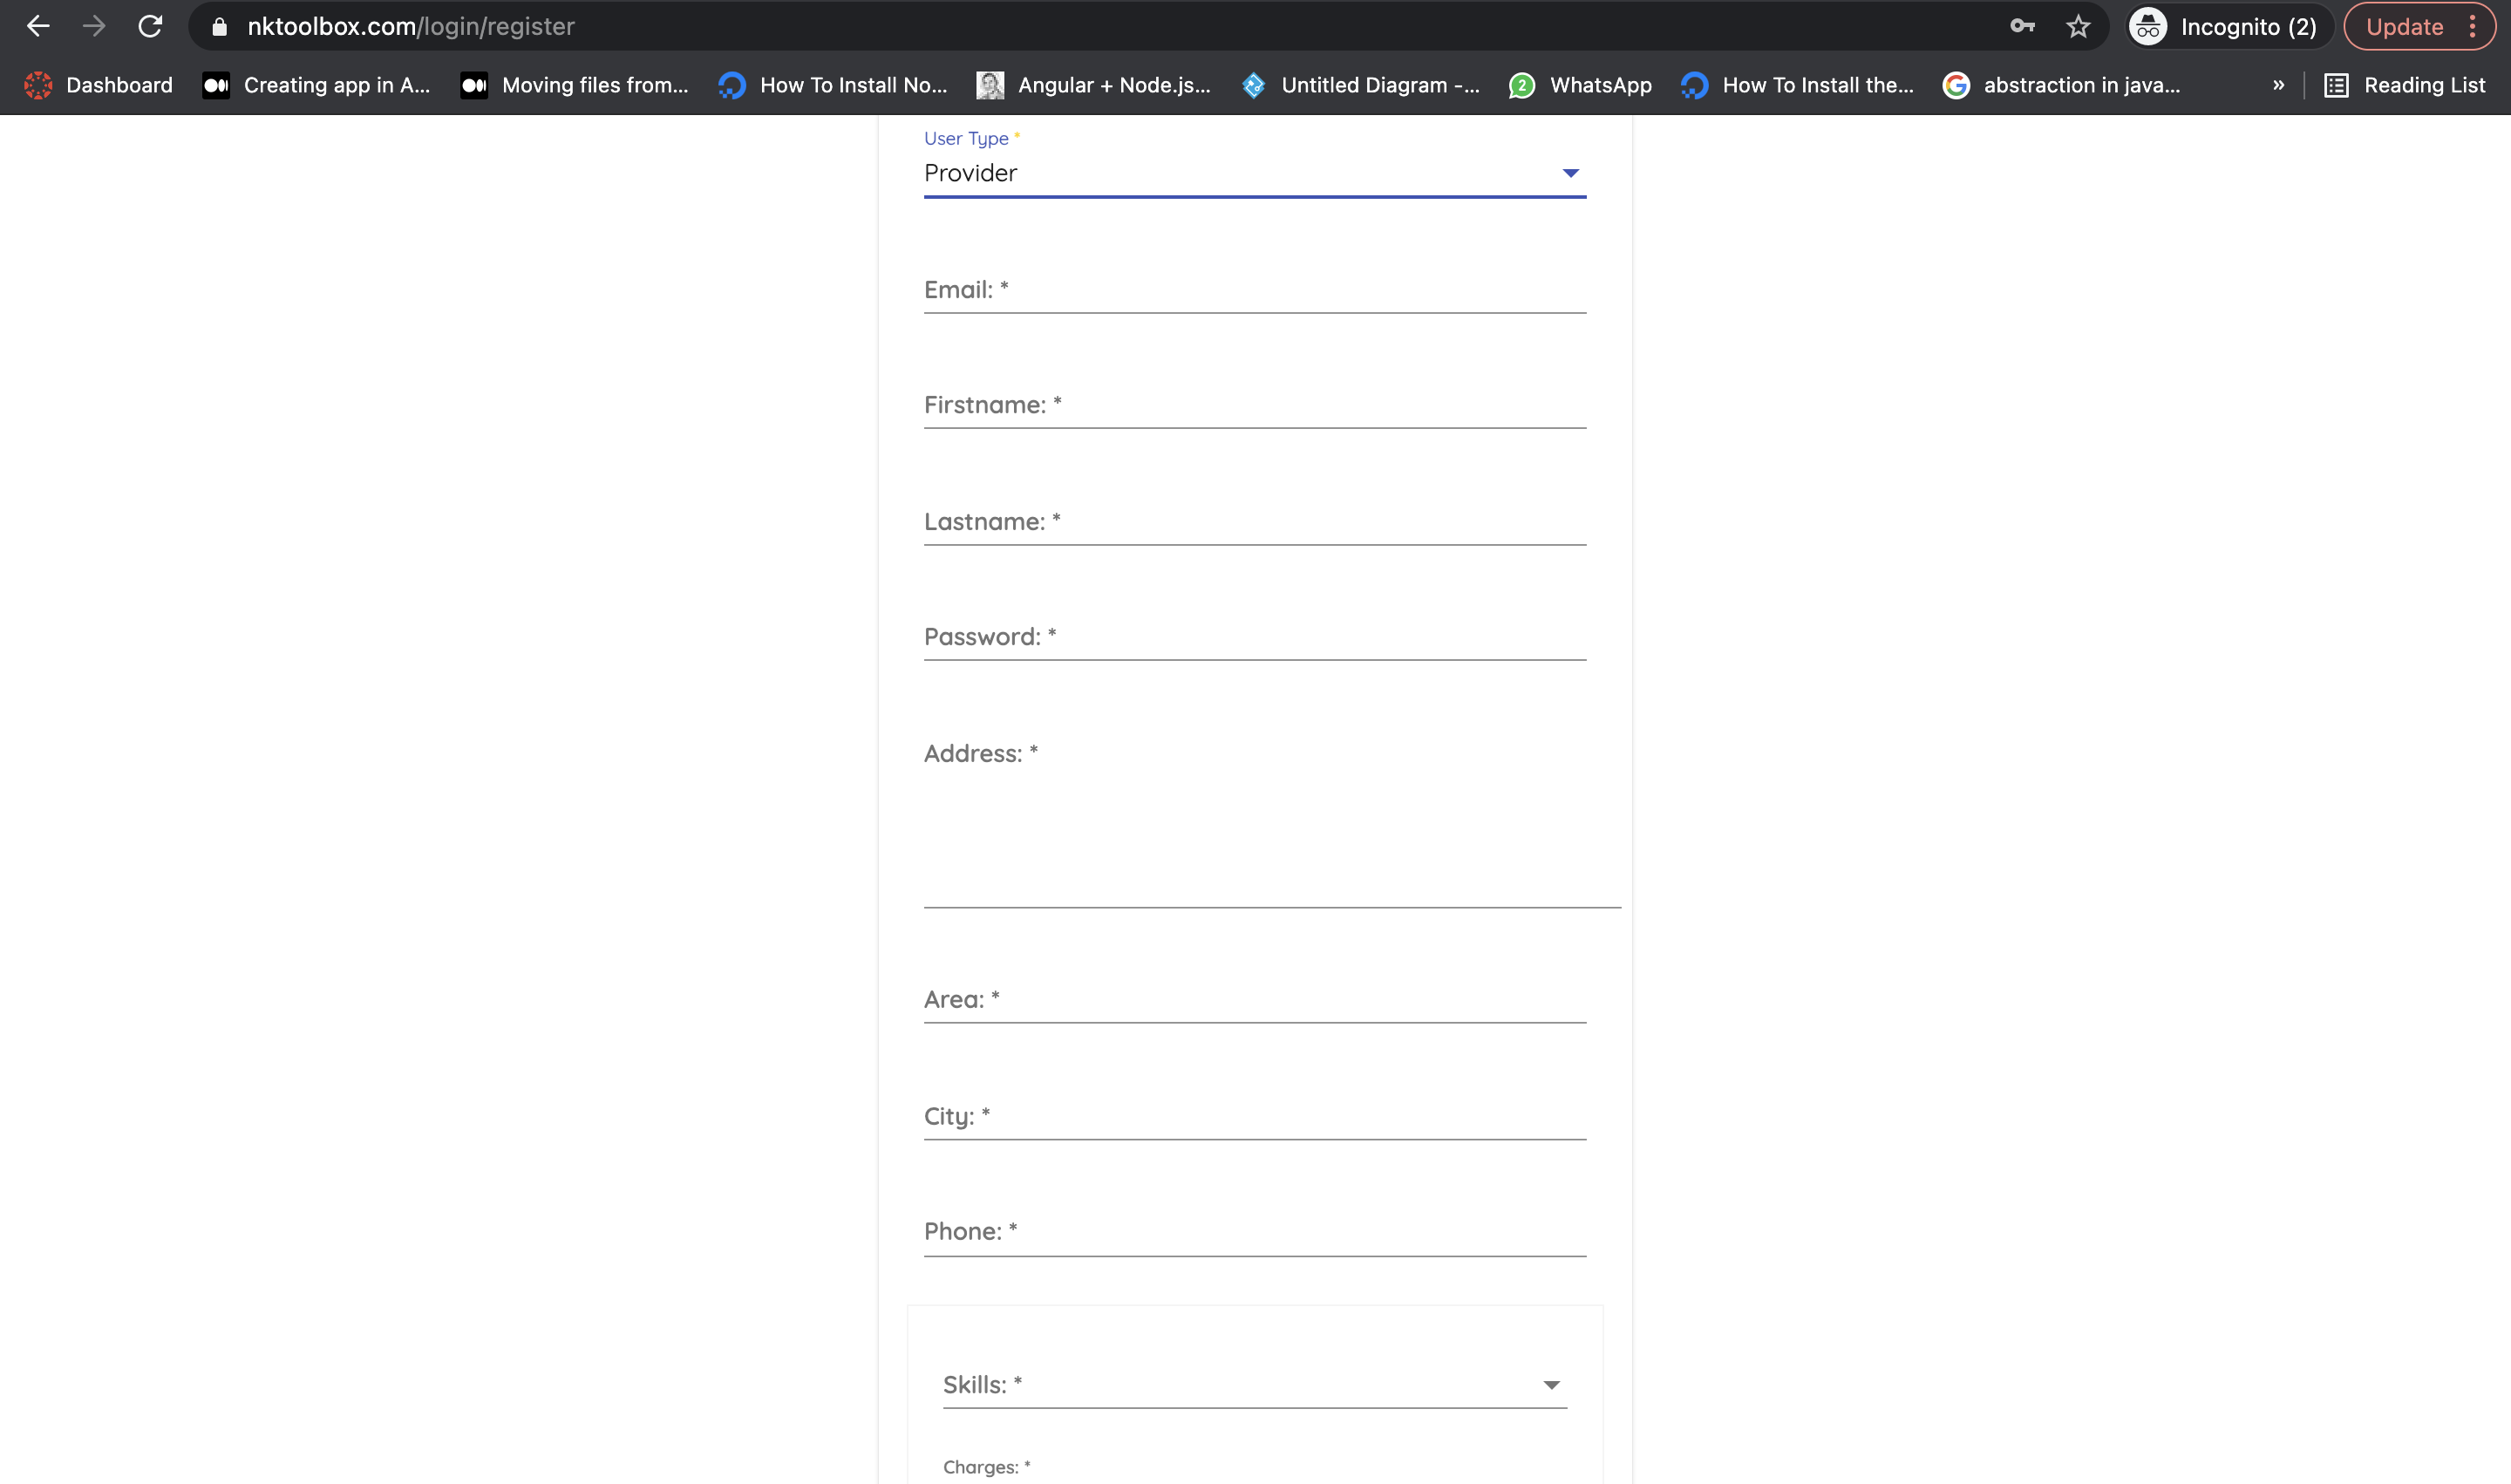 nktoolbox.com/login/register
Incognito (2)
Update
Dashboard
Creating app in A...
Moving files from...
How To Install No...
Angular + Node.js...
Untitled Diagram -...
2
WhatsApp
How To Install the...
abstraction in java...
»
Reading List
User Type *
Provider
Email: *
Firstname: *
Lastname: *
Password: *
Address: *
Area: *
City: *
Phone: *
Skills: *
Charges: *